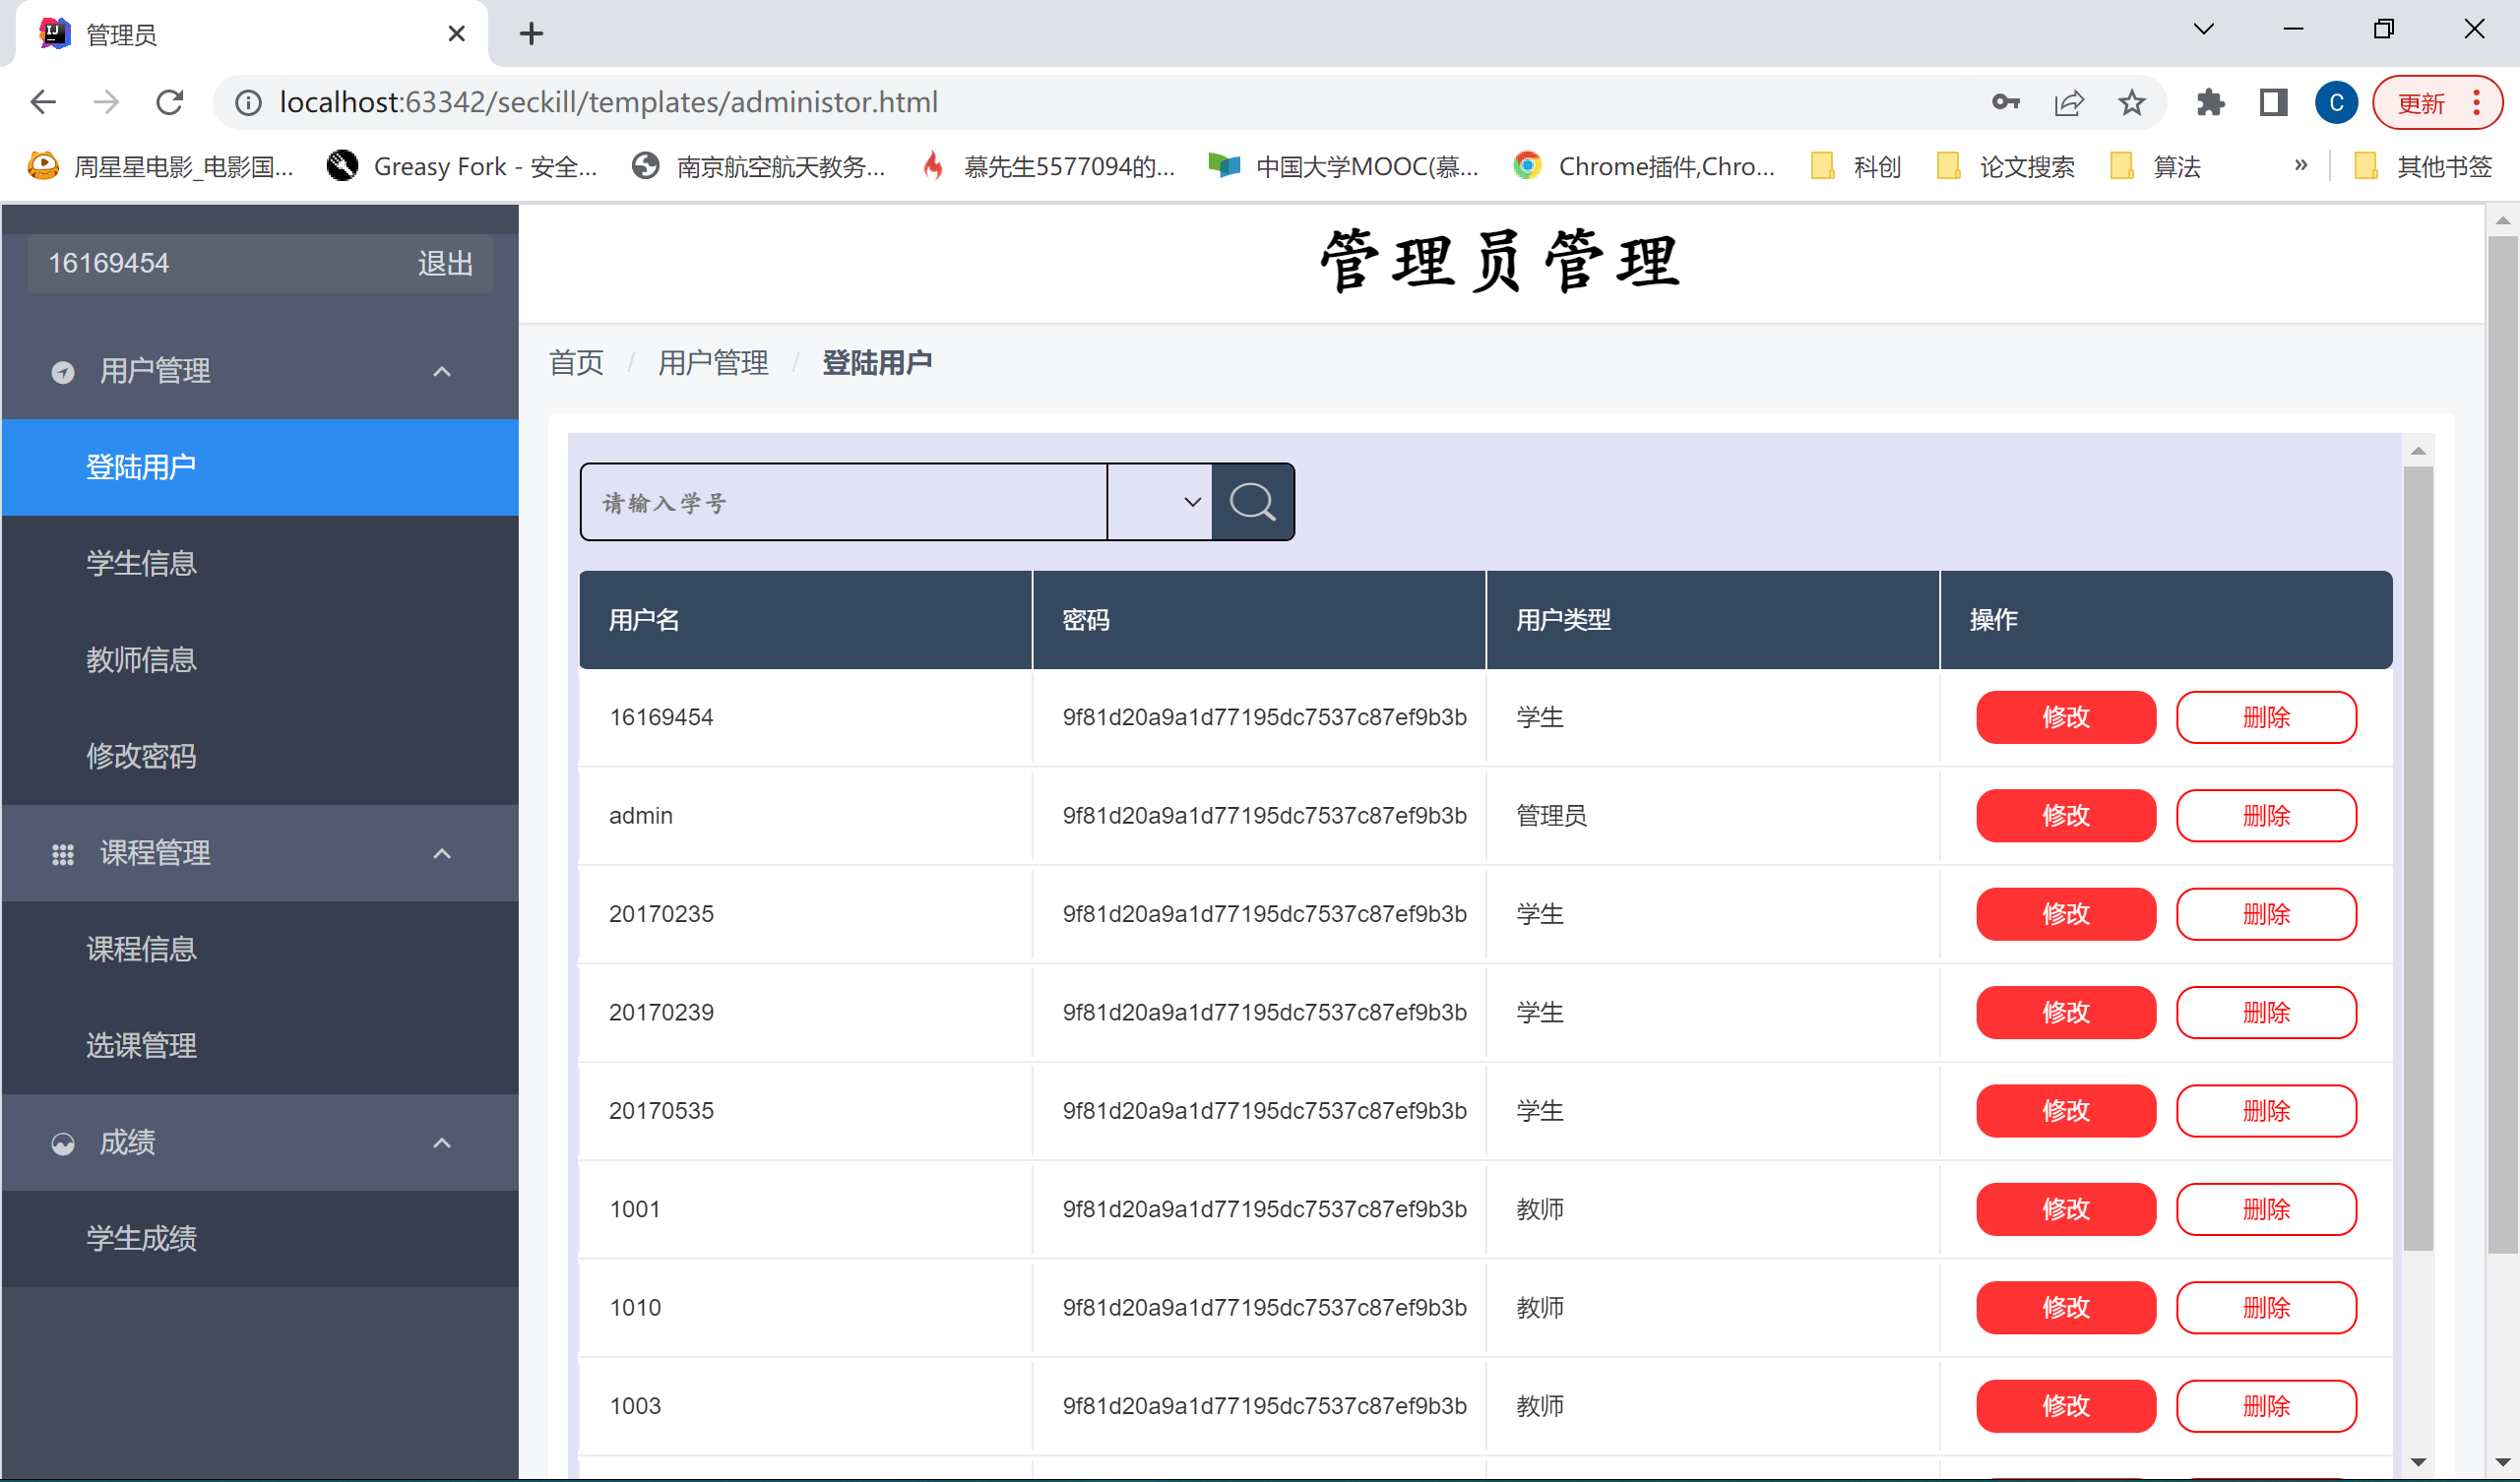 管理员
localhost:63342/seckill/templates/administor.html
更新
周星星电影_电影国...
Greasy Fork - 安全...
南京航空航天教务...
慕先生5577094的...
中国大学MOOC(慕...
Chrome插件,Chro...
科创
论文搜索
算法
»
其他书签
C
16169454 退出
用户管理
登陆用户
学生信息
教师信息
修改密码
课程管理
课程信息
选课管理
成绩
学生成绩
管理员管理
首页 / 用户管理 / 登陆用户
请输入学号
用户名 密码 用户类型 操作
16169454 9f81d20a9a1d77195dc7537c87ef9b3b 学生 修改 删除
admin 9f81d20a9a1d77195dc7537c87ef9b3b 管理员 修改 删除
20170235 9f81d20a9a1d77195dc7537c87ef9b3b 学生 修改 删除
20170239 9f81d20a9a1d77195dc7537c87ef9b3b 学生 修改 删除
20170535 9f81d20a9a1d77195dc7537c87ef9b3b 学生 修改 删除
1001 9f81d20a9a1d77195dc7537c87ef9b3b 教师 修改 删除
1010 9f81d20a9a1d77195dc7537c87ef9b3b 教师 修改 删除
1003 9f81d20a9a1d77195dc7537c87ef9b3b 教师 修改 删除